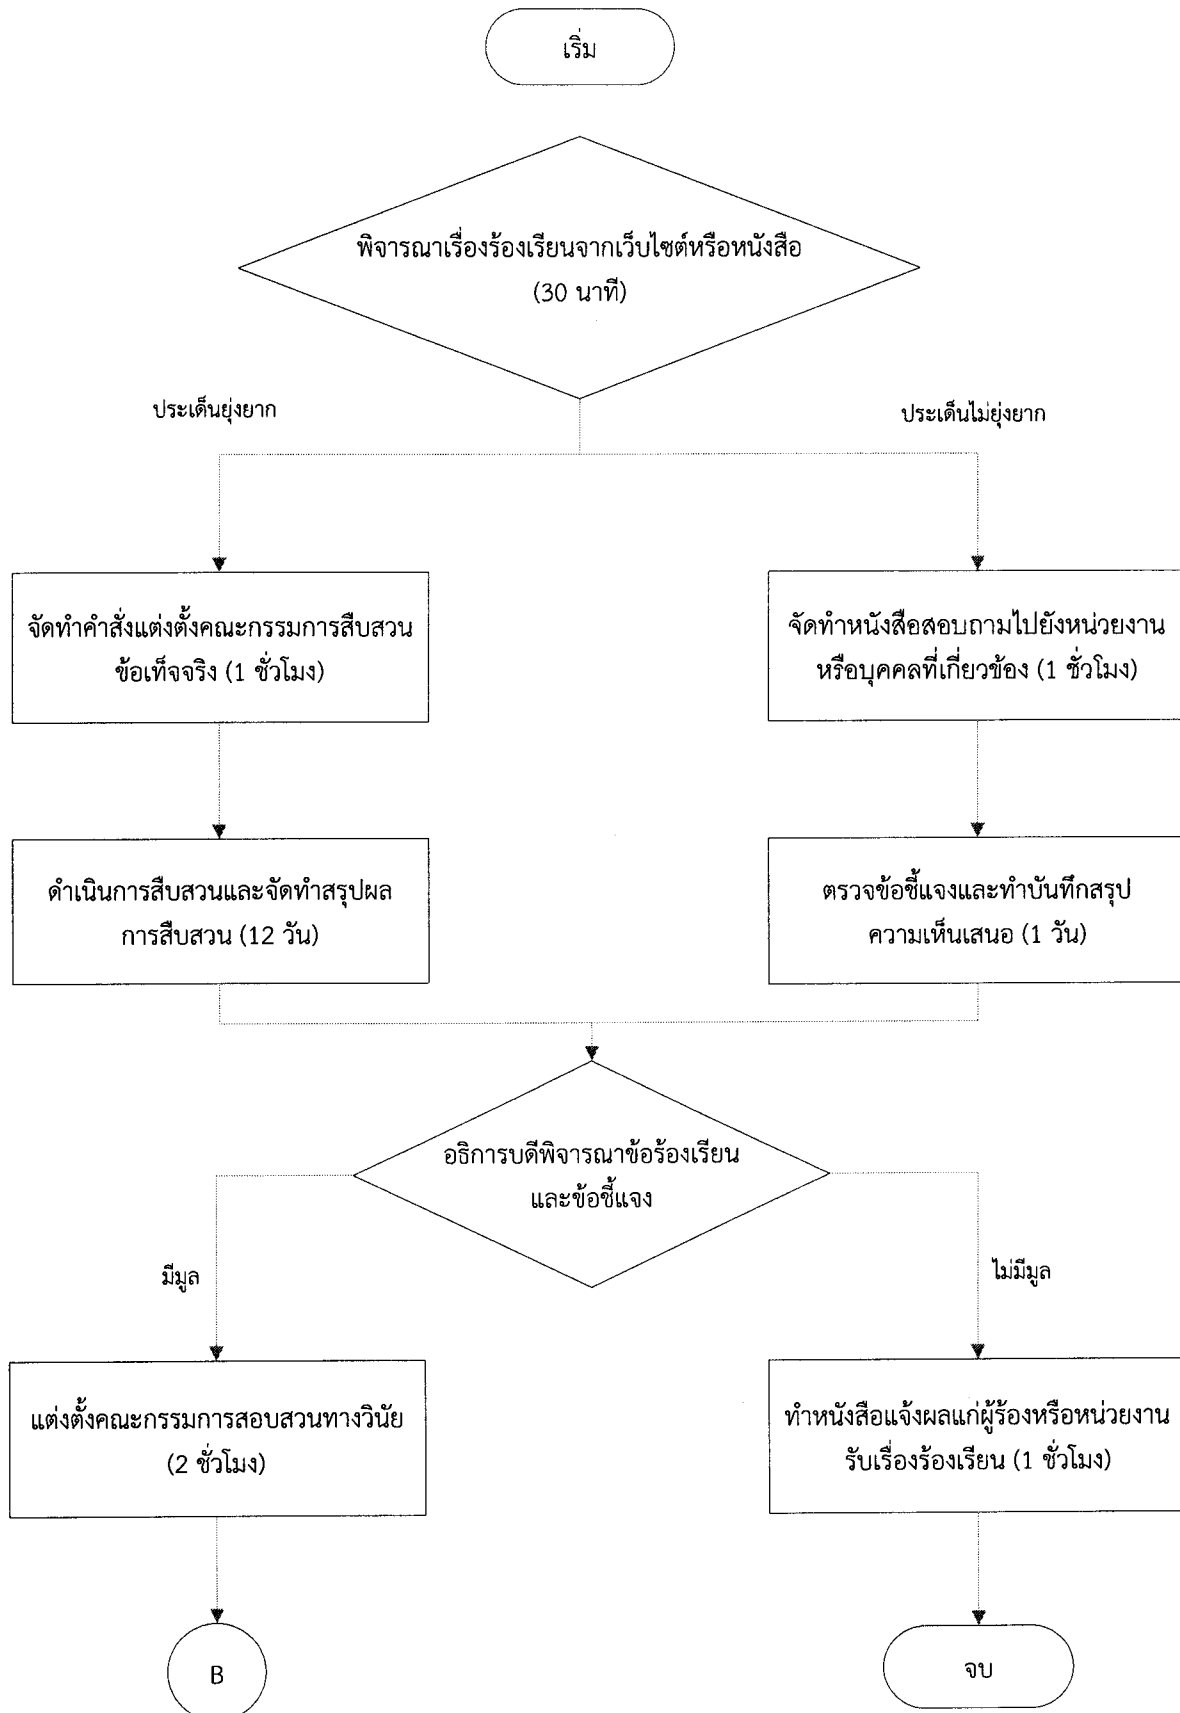 เริ่ม
พิจารณาเรื่องร้องเรียนจากเว็บไซต์หรือหนังสือ
(30 นาที)
ประเด็นยุ่งยาก
ประเด็นไม่ยุ่งยาก
จัดทำคำสั่งแต่งตั้งคณะกรรมการสืบสวน
ข้อเท็จจริง (1 ชั่วโมง)
จัดทำหนังสือสอบถามไปยังหน่วยงาน
หรือบุคคลที่เกี่ยวข้อง (1 ชั่วโมง)
ดำเนินการสืบสวนและจัดทำสรุปผล
การสืบสวน (12 วัน)
ตรวจข้อชี้แจงและทำบันทึกสรุป
ความเห็นเสนอ (1 วัน)
อธิการบดีพิจารณาข้อร้องเรียน
และข้อชี้แจง
มีมูล
ไม่มีมูล
แต่งตั้งคณะกรรมการสอบสวนทางวินัย
(2 ชั่วโมง)
ทำหนังสือแจ้งผลแก่ผู้ร้องหรือหน่วยงาน
รับเรื่องร้องเรียน (1 ชั่วโมง)
B
จบ